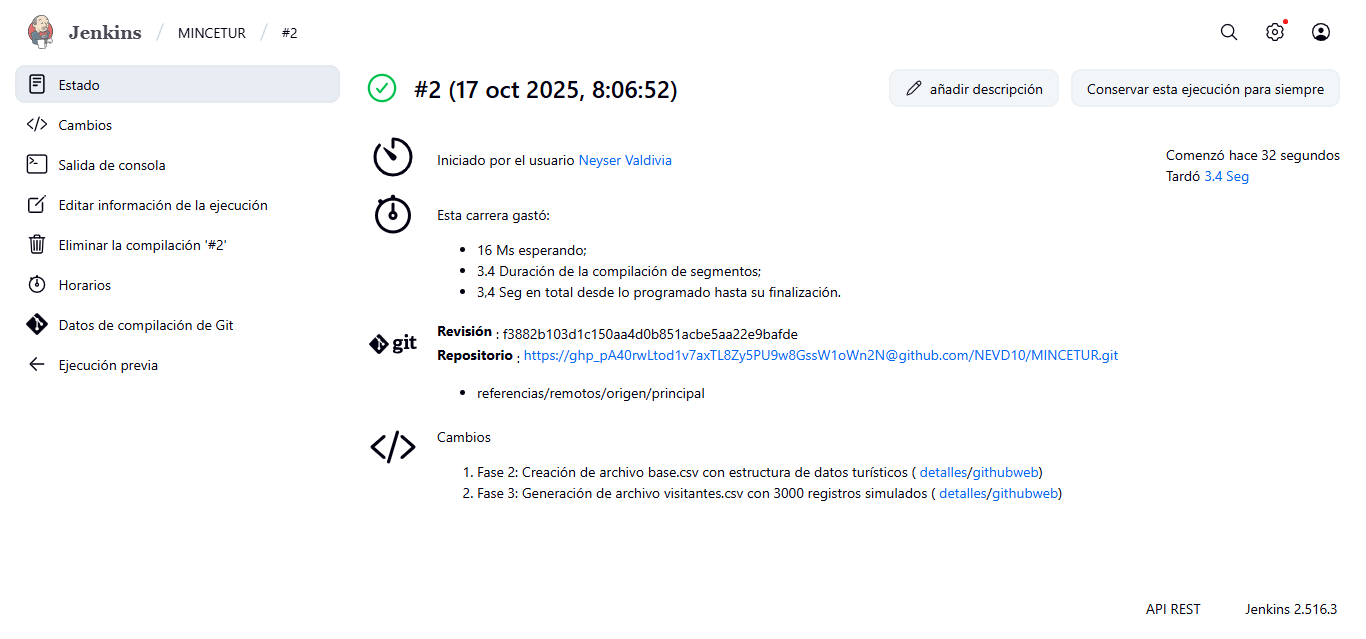 Jenkins / MINCETUR / #2
Estado
Cambios
Salida de consola
Editar información de la ejecución
Eliminar la compilación '#2'
Horarios
Datos de compilación de Git
Ejecución previa
#2 (17 oct 2025, 8:06:52)
añadir descripción
Conservar esta ejecución para siempre
Iniciado por el usuario Neyser Valdivia
Comenzó hace 32 segundos
Tardó 3.4 Seg
Esta carrera gastó:
16 Ms esperando;
3.4 Duración de la compilación de segmentos;
3,4 Seg en total desde lo programado hasta su finalización.
git
Revisión : f3882b103d1c150aa4d0b851acbe5aa22e9bafde
Repositorio : https://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@github.com/NEVD10/MINCETUR.git
referencias/remotos/origen/principal
Cambios
1. Fase 2: Creación de archivo base.csv con estructura de datos turísticos ( detalles/githubweb)
2. Fase 3: Generación de archivo visitantes.csv con 3000 registros simulados ( detalles/githubweb)
API REST
Jenkins 2.516.3